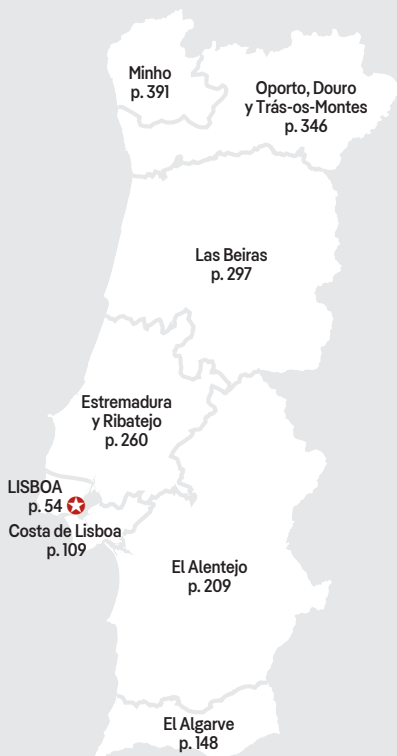 Minho
p. 391
Oporto, Douro
y Trás-os-Montes
p. 346
Las Beiras
p. 297
Estremadura
y Ribatejo
p. 260
LISBOA
p. 54
Costa de Lisboa
p. 109
El Alentejo
p. 209
El Algarve
p. 148